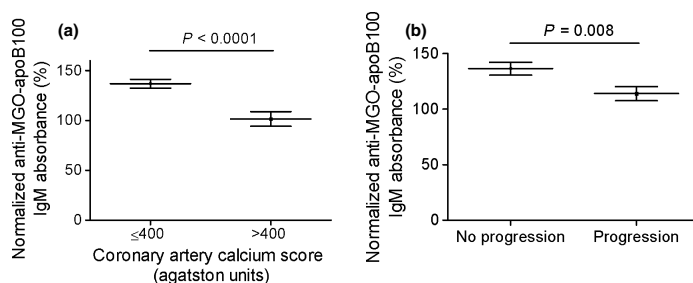 (a)
P < 0.0001
Normalized anti-MGO-apoB100
IgM absorbance (%)
150
100
50
0
≤400
>400
Coronary artery calcium score
(agatston units)
(b)
P = 0.008
Normalized anti-MGO-apoB100
IgM absorbance (%)
150
100
50
0
No progression
Progression